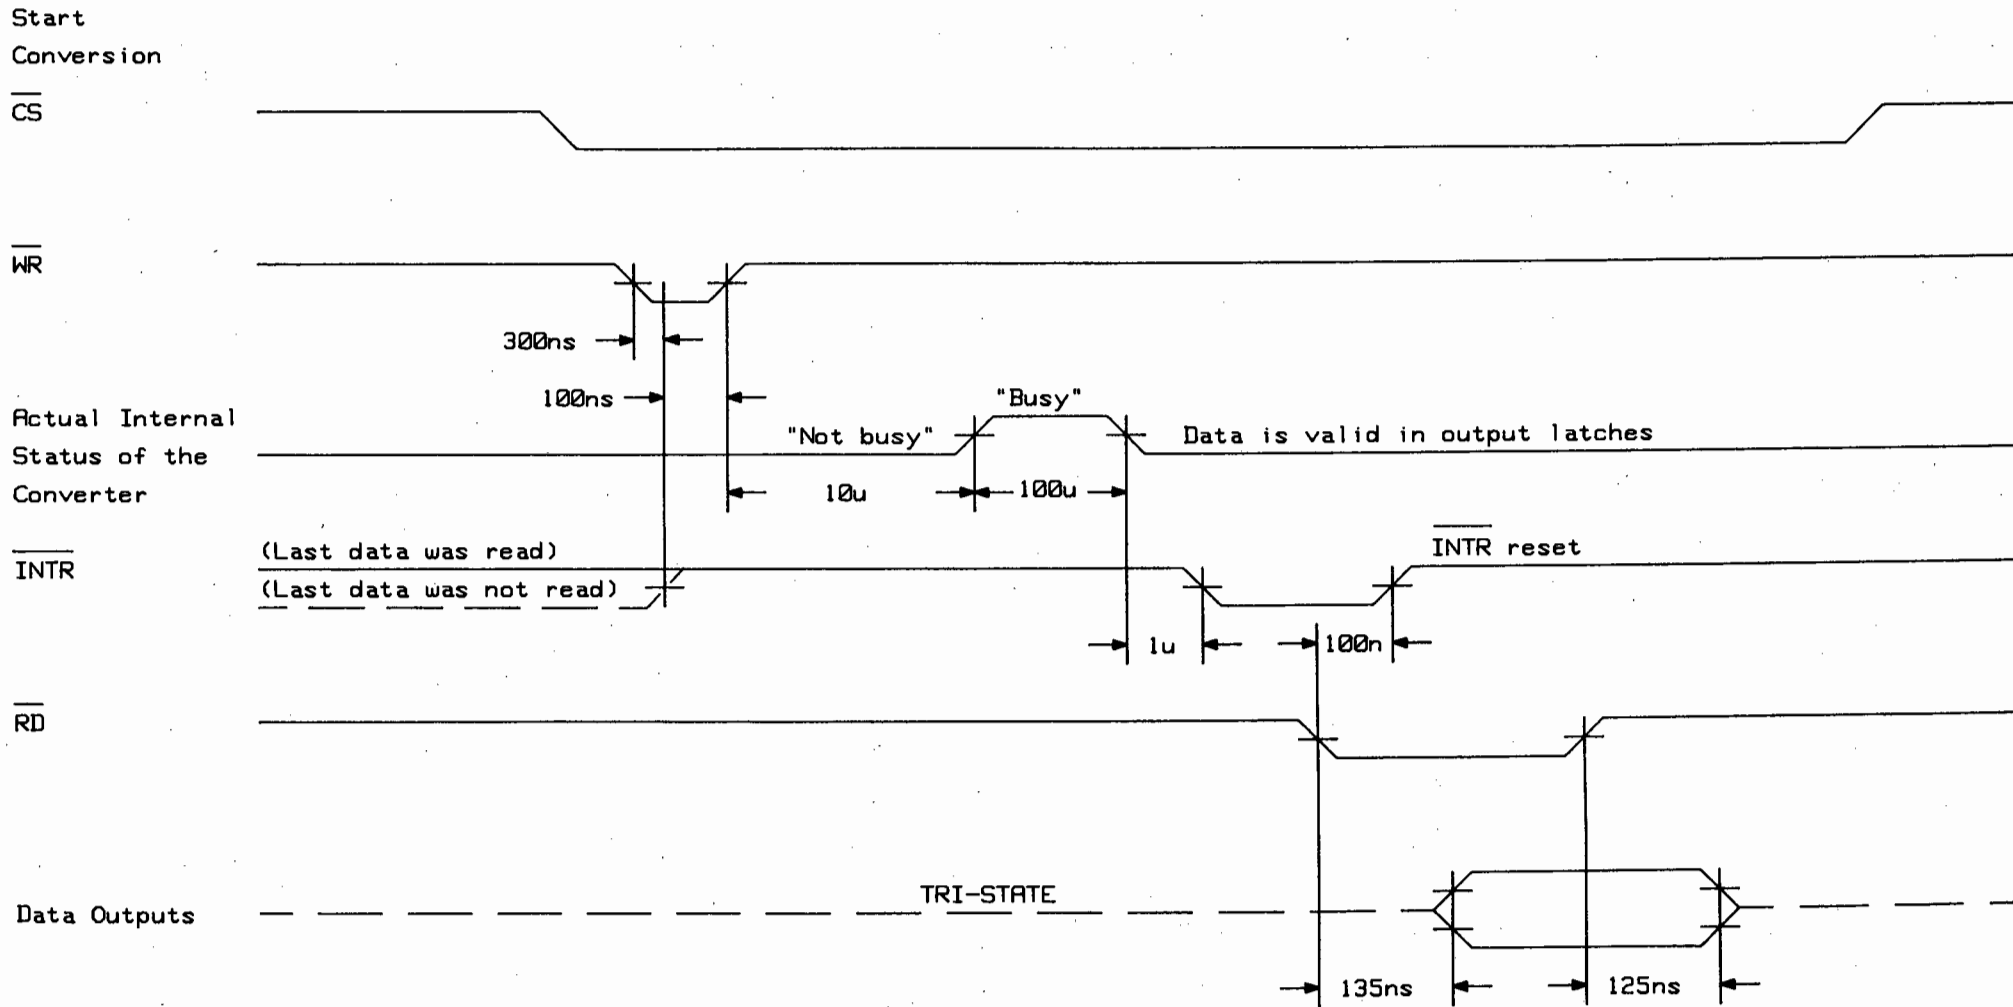 Start
Conversion
CS
WR
300ns
100ns
"Busy"
Actual Internal
Status of the
Converter
"Not busy"
Data is valid in output latches
10u
100u
INTR
(Last data was read)
(Last data was not read)
INTR reset
1u
100n
RD
TRI-STATE
Data Outputs
135ns
125ns